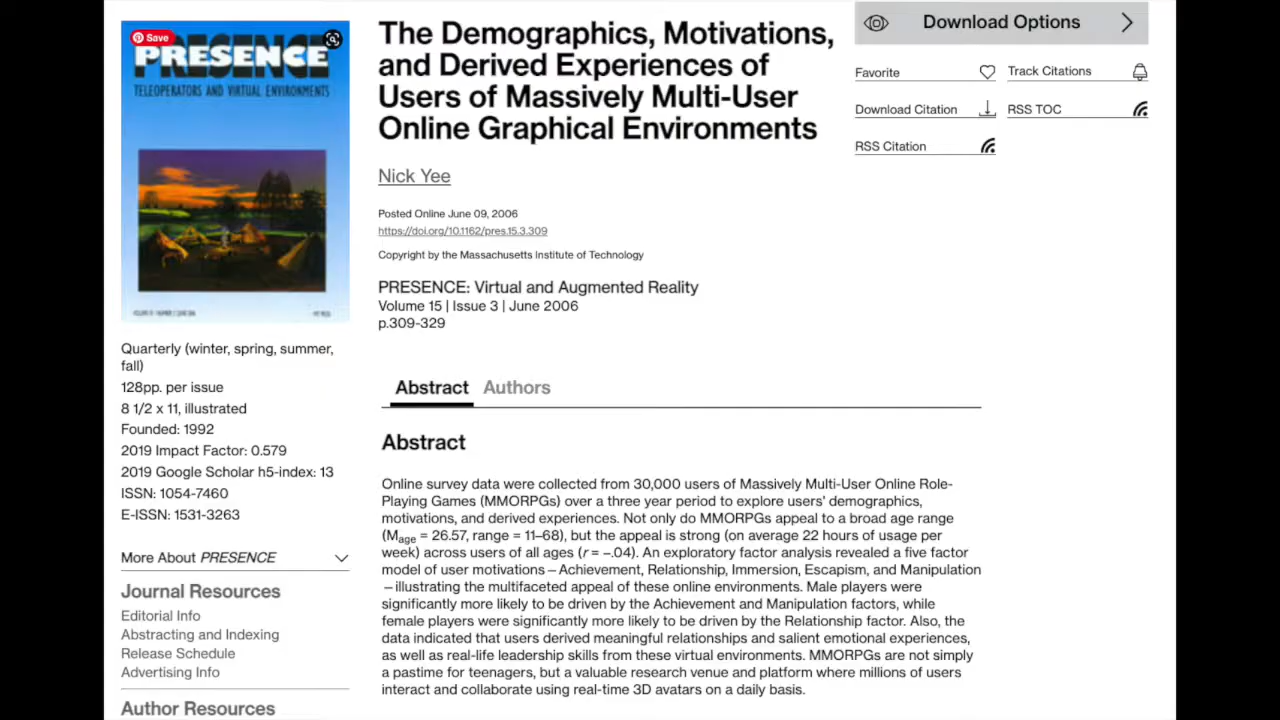 Save
PRESENCE
TELEOPERATORS AND VIRTUAL ENVIRONMENTS
Quarterly (winter, spring, summer,
fall)
128pp. per issue
8 1/2 x 11, illustrated
Founded: 1992
2019 Impact Factor: 0.579
2019 Google Scholar h5-index: 13
ISSN: 1054-7460
E-ISSN: 1531-3263
More About PRESENCE
Journal Resources
Editorial Info
Abstracting and Indexing
Release Schedule
Advertising Info
Author Resources
The Demographics, Motivations,
and Derived Experiences of
Users of Massively Multi-User
Online Graphical Environments
Nick Yee
Posted Online June 09, 2006
https://doi.org/10.1162/pres.15.3.309
Copyright by the Massachusetts Institute of Technology
PRESENCE: Virtual and Augmented Reality
Volume 15 | Issue 3 | June 2006
p.309-329
Abstract Authors
Abstract
Online survey data were collected from 30,000 users of Massively Multi-User Online Role-
Playing Games (MMORPGs) over a three year period to explore users' demographics,
motivations, and derived experiences. Not only do MMORPGs appeal to a broad age range
(Mage = 26.57, range = 11–68), but the appeal is strong (on average 22 hours of usage per
week) across users of all ages (r = −.04). An exploratory factor analysis revealed a five factor
model of user motivations—Achievement, Relationship, Immersion, Escapism, and Manipulation
—illustrating the multifaceted appeal of these online environments. Male players were
significantly more likely to be driven by the Achievement and Manipulation factors, while
female players were significantly more likely to be driven by the Relationship factor. Also, the
data indicated that users derived meaningful relationships and salient emotional experiences,
as well as real-life leadership skills from these virtual environments. MMORPGs are not simply
a pastime for teenagers, but a valuable research venue and platform where millions of users
interact and collaborate using real-time 3D avatars on a daily basis.
Download Options
Favorite
Track Citations
Download Citation
RSS TOC
RSS Citation